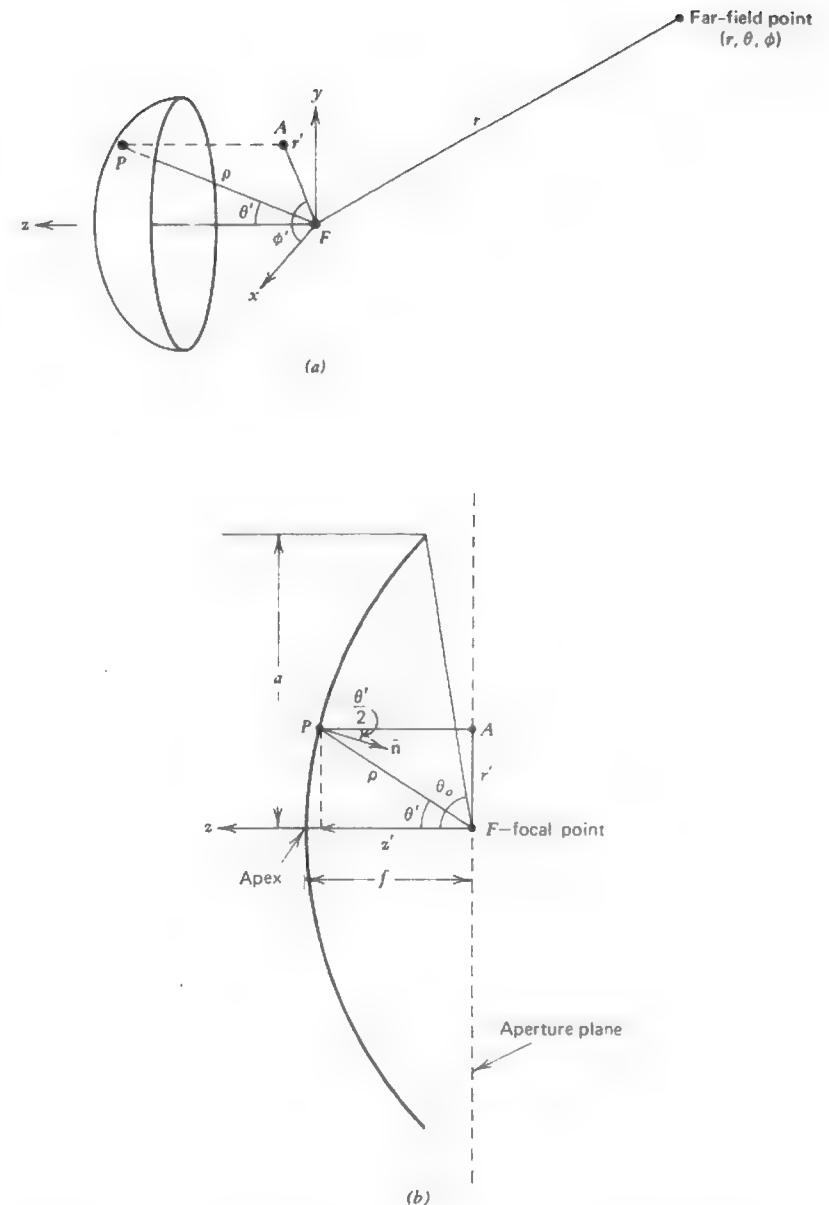 Far-field point
(r, θ, ϕ)
y
r
A
r'
P
ρ
θ'
z
F
ϕ'
x
(a)
a
θ'
2
P
A
n̄
ρ
r'
θₒ
θ'
z
F–focal point
z'
Apex
f
Aperture plane
(b)